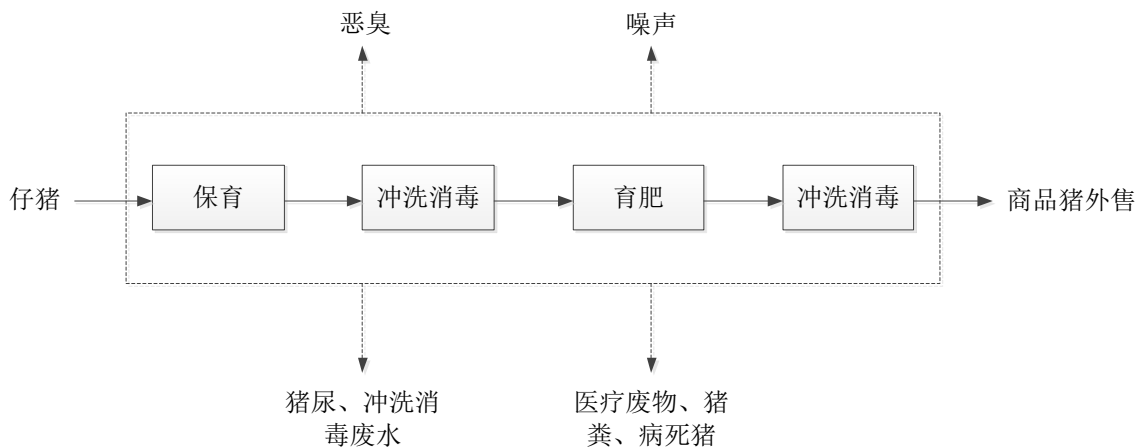 恶臭
噪声
仔猪
保育
冲洗消毒
育肥
冲洗消毒
商品猪外售
猪尿、冲洗消
毒废水
医疗废物、猪
粪、病死猪